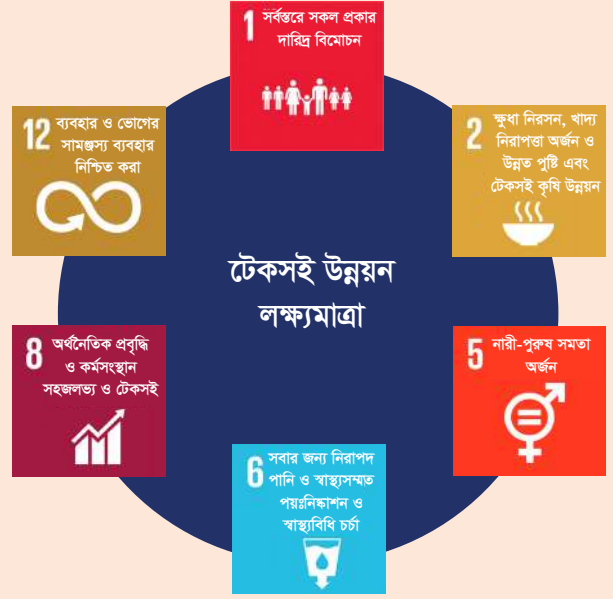 1 সর্বস্তরে সকল প্রকার
দারিদ্র বিমোচন
2 ক্ষুধা নিরসন, খাদ্য
নিরাপত্তা অর্জন ও
উন্নত পুষ্টি এবং
টেকসই কৃষি উন্নয়ন
5 নারী-পুরুষ সমতা
অর্জন
6 সবার জন্য নিরাপদ
পানি ও স্বাস্থ্যসম্মত
পয়ঃনিষ্কাশন ও
স্বাস্থ্যবিধি চর্চা
8 অর্থনৈতিক প্রবৃদ্ধি
ও কর্মসংস্থান
সহজলভ্য ও টেকসই
12 ব্যবহার ও ভোগের
সামঞ্জস্য ব্যবহার
নিশ্চিত করা
টেকসই উন্নয়ন
লক্ষ্যমাত্রা